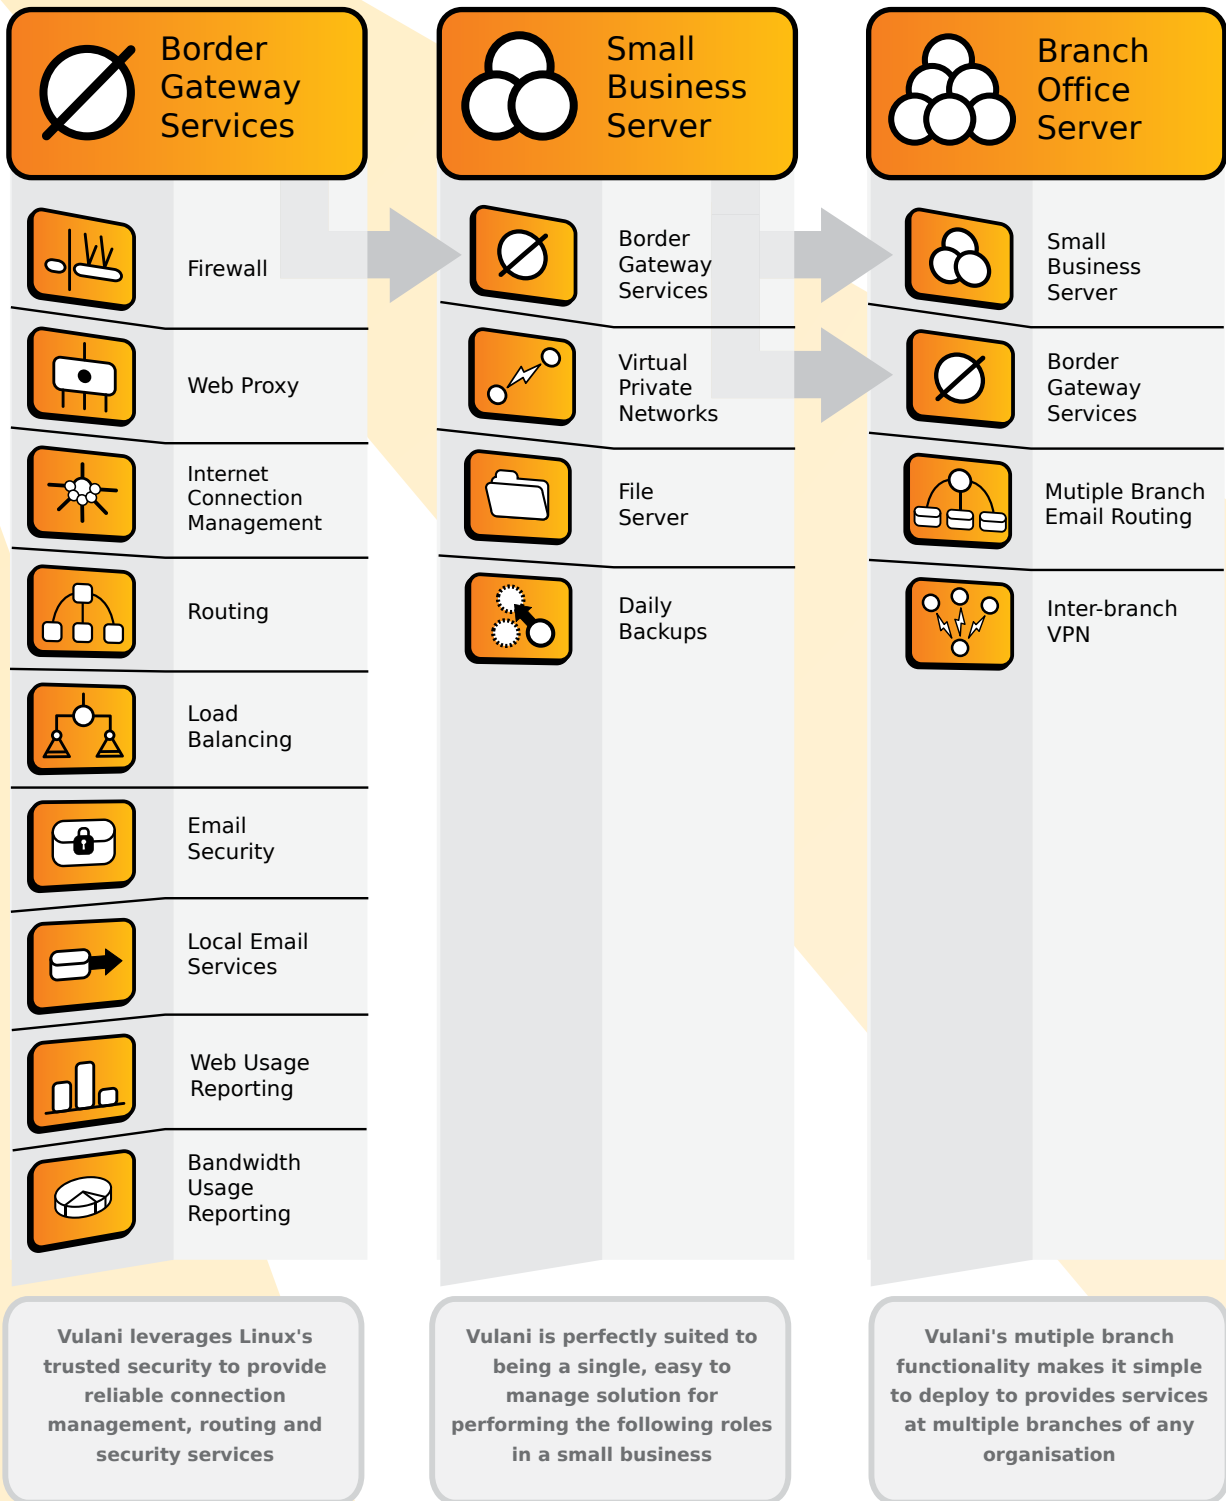 Border
Gateway
Services
Firewall
Web Proxy
Internet
Connection
Management
Routing
Load
Balancing
Email
Security
Local Email
Services
Web Usage
Reporting
Bandwidth
Usage
Reporting
Vulani leverages Linux's
trusted security to provide
reliable connection
management, routing and
security services
Small
Business
Server
Border
Gateway
Services
Virtual
Private
Networks
File
Server
Daily
Backups
Vulani is perfectly suited to
being a single, easy to
manage solution for
performing the following roles
in a small business
Branch
Office
Server
Small
Business
Server
Border
Gateway
Services
Mutiple Branch
Email Routing
Inter-branch
VPN
Vulani's mutiple branch
functionality makes it simple
to deploy to provides services
at multiple branches of any
organisation